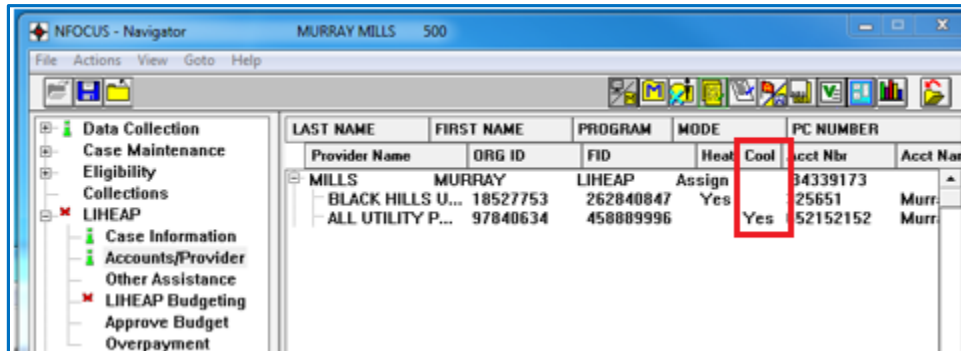 NFOCUS - Navigator MURRAY MILLS 500
File Actions View Goto Help
Data Collection
Case Maintenance
Eligibility
Collections
LIHEAP
Case Information
Accounts/Provider
Other Assistance
LIHEAP Budgeting
Approve Budget
Overpayment
LAST NAME FIRST NAME PROGRAM MODE PC NUMBER
Provider Name ORG ID FID Heat Cool Acct Nbr Acct Nar
MILLS MURRAY LIHEAP Assign 34339173
BLACK HILLS U... 18527753 262840847 Yes 325651 Murr
ALL UTILITY P... 97840634 458889996 Yes 652152152 Murr